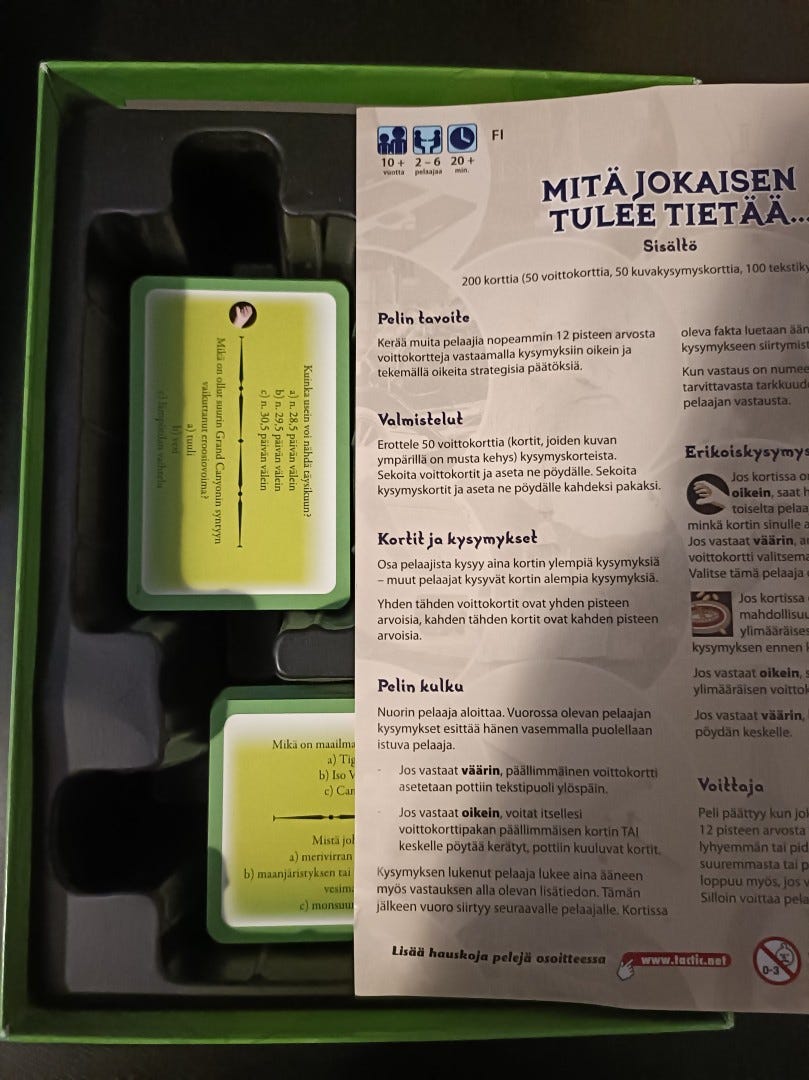 Kuinka usein voi nähdä täysikuun?
a) n. 28,5 päivän välein
b) n. 29,5 päivän välein
c) n. 30,5 päivän välein
Mikä on ollut suurin Grand Canyonin syntyyn
vaikuttanut eroosiovoima?
a) tuuli
b) vesi
c) lämpötilan vaihtelu
Mikä on maailma
a) Tig
b) Iso V
c) Can
Mistä jo
a) merivirran
b) maanjäristyksen tai
vesima
c) monsuu
FI
10 + 2 – 6 20 +
vuotta pelaajaa min.
MITÄ JOKAISEN
TULEE TIETÄÄ...
Sisältö
200 korttia (50 voittokorttia, 50 kuvakysymyskorttia, 100 tekstiky
Pelin tavoite
Kerää muita pelaajia nopeammin 12 pisteen arvosta
voittokortteja vastaamalla kysymyksiin oikein ja
tekemällä oikeita strategisia päätöksiä.
Valmistelut
Erottele 50 voittokorttia (kortit, joiden kuvan
ympärillä on musta kehys) kysymyskorteista.
Sekoita voittokortit ja aseta ne pöydälle. Sekoita
kysymyskortit ja aseta ne pöydälle kahdeksi pakaksi.
Kortit ja kysymykset
Osa pelaajista kysyy aina kortin ylempiä kysymyksiä
– muut pelaajat kysyvät kortin alempia kysymyksiä.
Yhden tähden voittokortit ovat yhden pisteen
arvoisia, kahden tähden kortit ovat kahden pisteen
arvoisia.
Pelin kulku
Nuorin pelaaja aloittaa. Vuorossa olevan pelaajan
kysymykset esittää hänen vasemmalla puolellaan
istuva pelaaja.
- Jos vastaat väärin, päällimmäinen voittokortti
asetetaan pottiin tekstipuoli ylöspäin.
- Jos vastaat oikein, voitat itsellesi
voittokorttipakan päällimmäisen kortin TAI
keskelle pöytää kerätyt, pottiin kuuluvat kortit.
Kysymyksen lukenut pelaaja lukee aina ääneen
myös vastauksen alla olevan lisätiedon. Tämän
jälkeen vuoro siirtyy seuraavalle pelaajalle. Kortissa
oleva fakta luetaan ään
kysymykseen siirtymist
Kun vastaus on numee
tarvittavasta tarkkuud
pelaajan vastausta.
Erikoiskysymys
Jos kortissa o
oikein, saat h
toiselta pelaa
minkä kortin sinulle a
Jos vastaat väärin, a
voittokortti valitsema
Valitse tämä pelaaja
Jos kortissa
mahdollisuu
ylimääräises
kysymyksen ennen
Jos vastaat oikein, s
ylimääräisen voittok
Jos vastaat väärin,
pöydän keskelle.
Voittaja
Peli päättyy kun jo
12 pisteen arvosta
lyhyemmän tai pid
suuremmasta tai p
loppuu myös, jos v
Silloin voittaa pela
Lisää hauskoja pelejä osoitteessa www.tactic.net
0-3